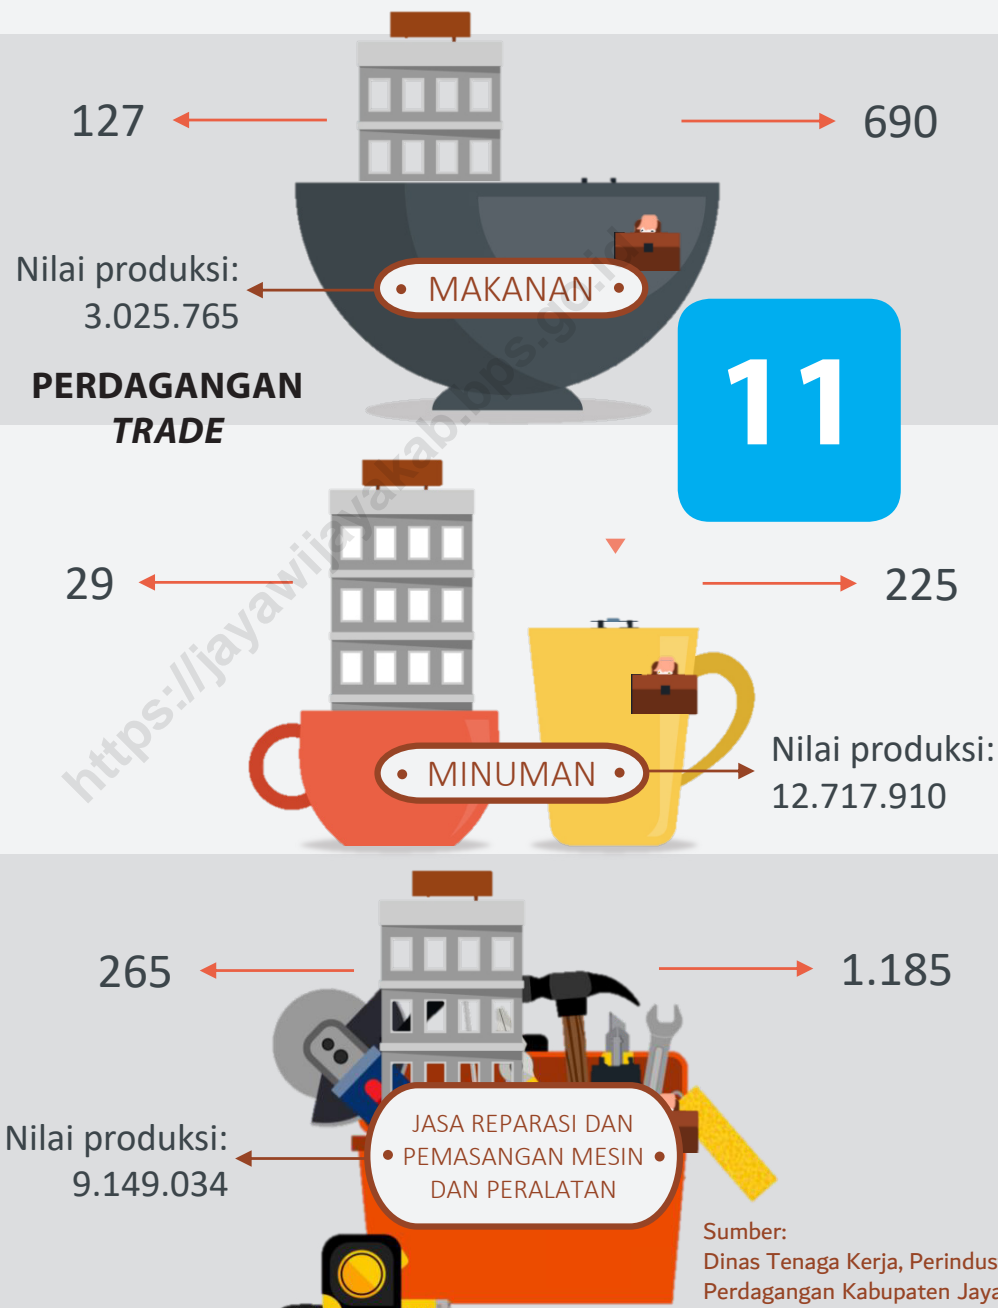 127
690
Nilai produksi:
3.025.765
MAKANAN
PERDAGANGAN
TRADE
11
29
225
MINUMAN
Nilai produksi:
12.717.910
265
1.185
JASA REPARASI DAN
PEMASANGAN MESIN
DAN PERALATAN
Nilai produksi:
9.149.034
Sumber:
Dinas Tenaga Kerja, Perindus
Perdagangan Kabupaten Jaya
https://jayawijayakab.bps.go.id